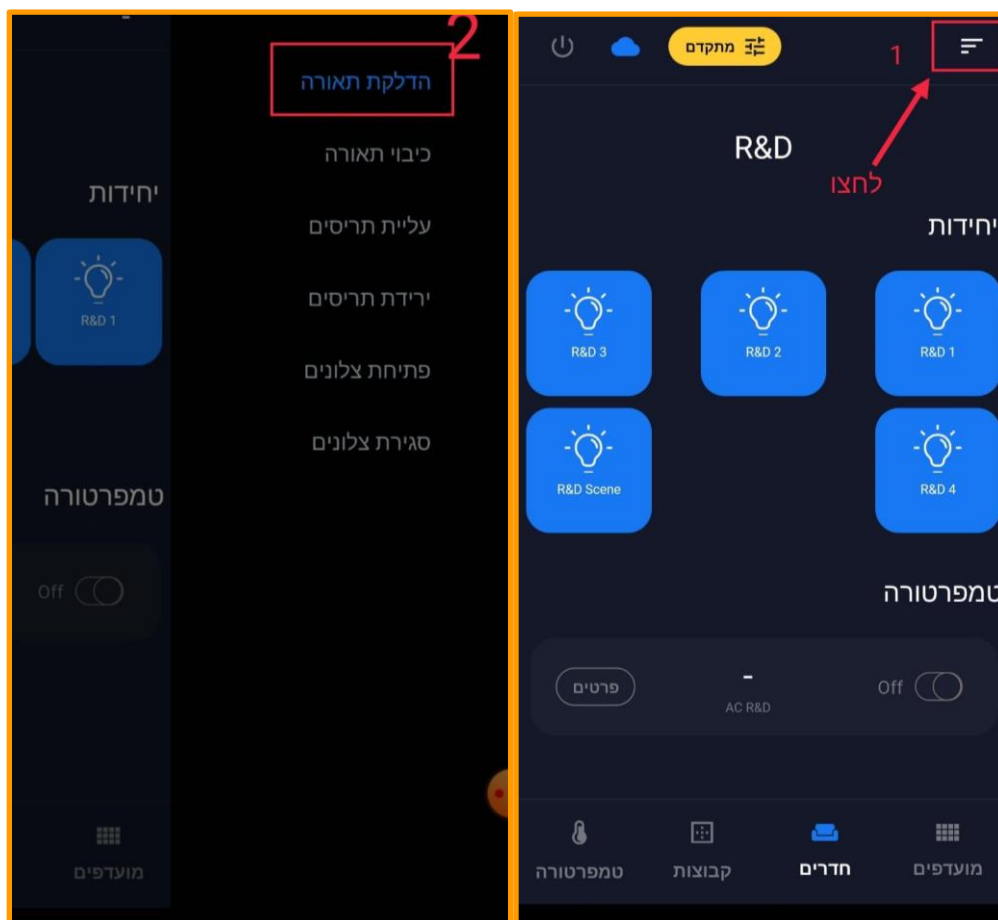 1
מתקדם
R&D
לחצו
יחידות
R&D 1
R&D 2
R&D 3
R&D 4
R&D Scene
טמפרטורה
Off
-
AC R&D
פרטים
מועדפים
חדרים
קבוצות
טמפרטורה
2
הדלקת תאורה
כיבוי תאורה
עליית תריסים
ירידת תריסים
פתיחת צלונים
סגירת צלונים
יחידות
R&D 1
טמפרטורה
Off
מועדפים